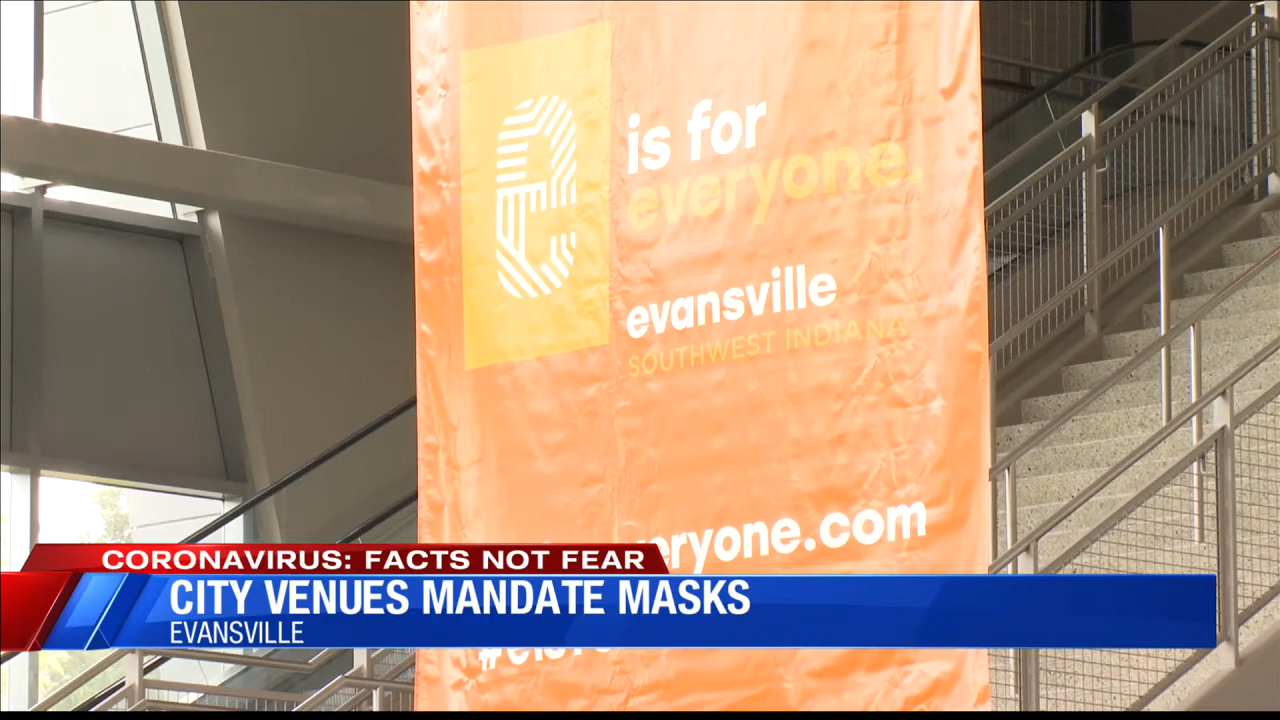 e
is for
everyone.
evansville
SOUTHWEST INDIANA
eryone.com
CORONAVIRUS: FACTS NOT FEAR
CITY VENUES MANDATE MASKS
EVANSVILLE